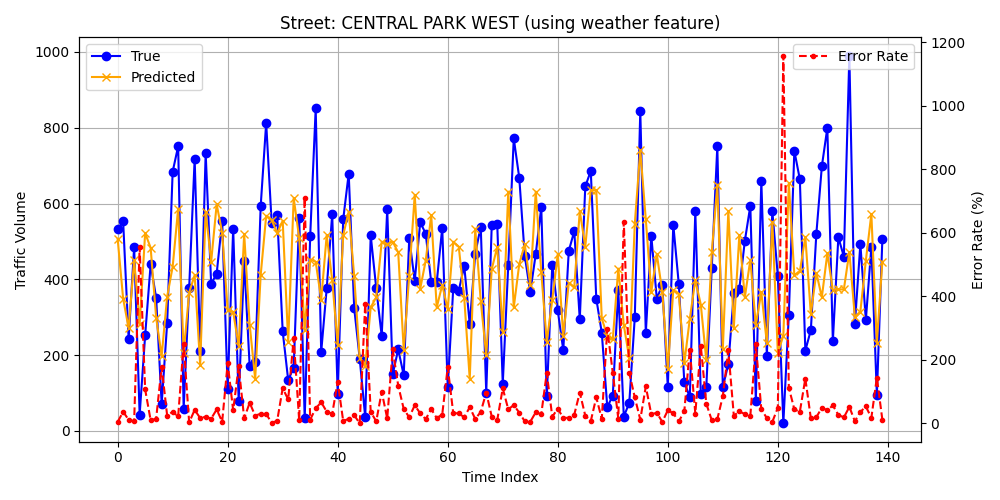 Street: CENTRAL PARK WEST (using weather feature)
True
Predicted
Error Rate
Traffic Volume
1000
800
600
400
200
0
1200
1000
800
600
400
200
0
Error Rate (%)
0 20 40 60 80 100 120 140
Time Index